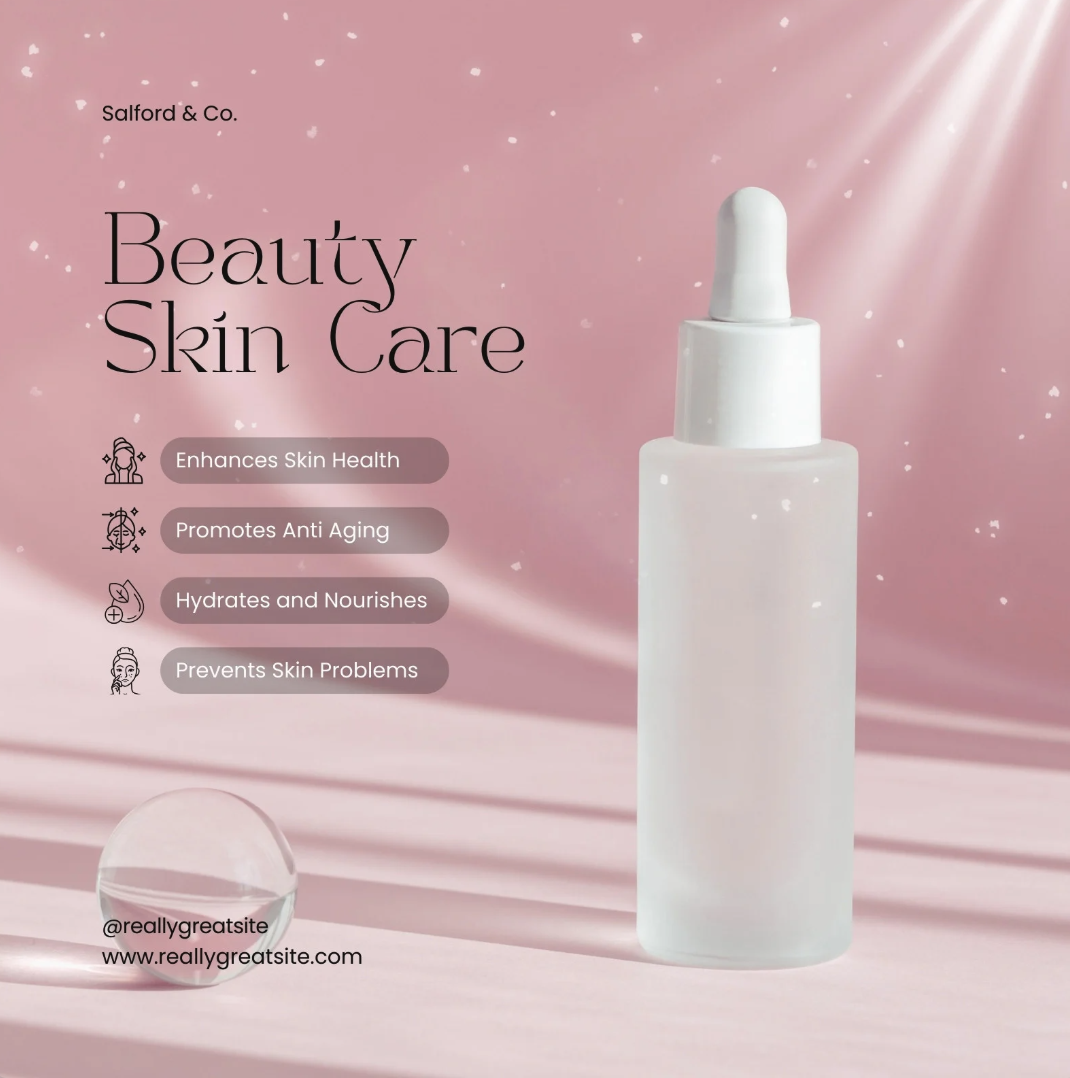 Salford & Co.
Beauty
Skin Care
Enhances Skin Health
Promotes Anti Aging
Hydrates and Nourishes
Prevents Skin Problems
@reallygreatsite
www.reallygreatsite.com